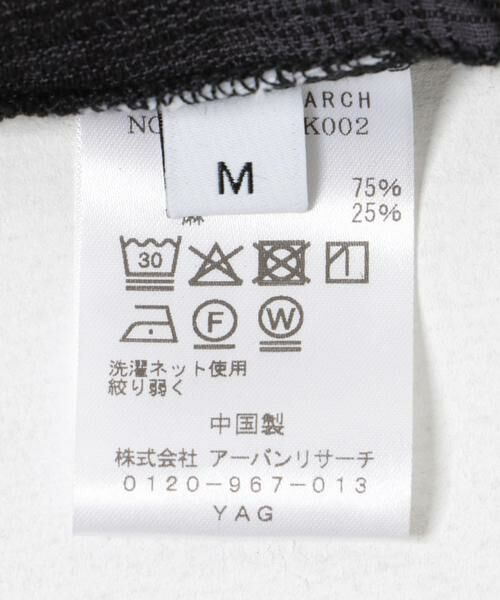 ARCH
NO K002
M
75%
麻 25%
30
F W
洗濯ネット使用
絞り弱く
中国製
株式会社 アーバンリサーチ
0120-967-013
YAG